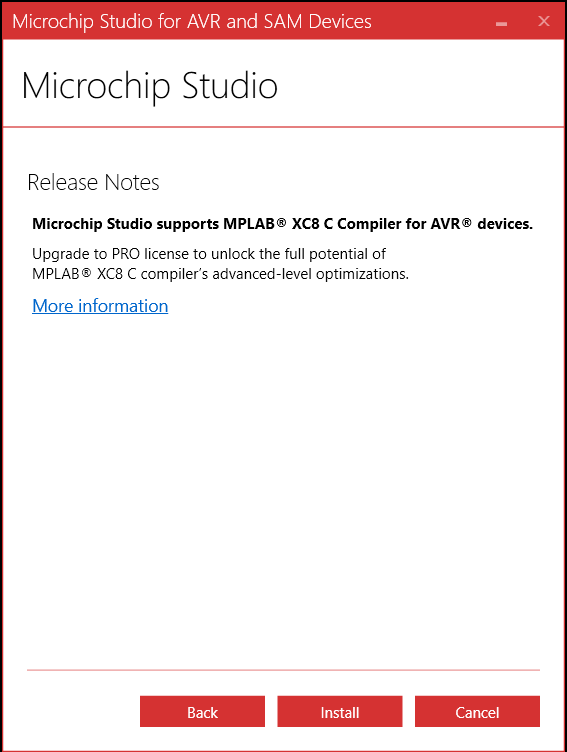 Microchip Studio for AVR and SAM Devices
Microchip Studio
Release Notes
Microchip Studio supports MPLAB® XC8 C Compiler for AVR® devices.
Upgrade to PRO license to unlock the full potential of
MPLAB® XC8 C compiler's advanced-level optimizations.
More information
Back
Install
Cancel